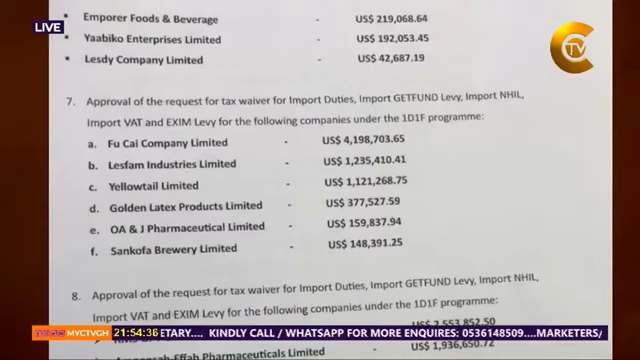 LIVE
C
TV
Emporer Foods & Beverage - US$ 219,068.64
Yaabiko Enterprises Limited - US$ 192,053.45
Lesdy Company Limited - US$ 42,687.19
7. Approval of the request for tax waiver for Import Duties, Import GETFUND Levy, Import NHIL,
Import VAT and EXIM Levy for the following companies under the 1D1F programme:
a. Fu Cai Company Limited - US$ 4,198,703.65
b. Lesfam Industries Limited - US$ 1,235,410.41
c. Yellowtail Limited - US$ 1,121,268.75
d. Golden Latex Products Limited - US$ 377,527.59
e. OA & J Pharmaceutical Limited - US$ 159,837.94
f. Sankofa Brewery Limited - US$ 148,391.25
8. Approval of the request for tax waiver for Import Duties, Import GETFUND Levy, Import NHIL,
Import VAT and EXIM Levy for the following companies under the 1D1F programme:
US$ 2,553,852.50
-Effah Pharmaceuticals Limited - US$ 1,936,650.72
MYCTVGH 21:54:36 ETARY.... KINDLY CALL / WHATSAPP FOR MORE ENQUIRES: 0536148509....MARKETERS/